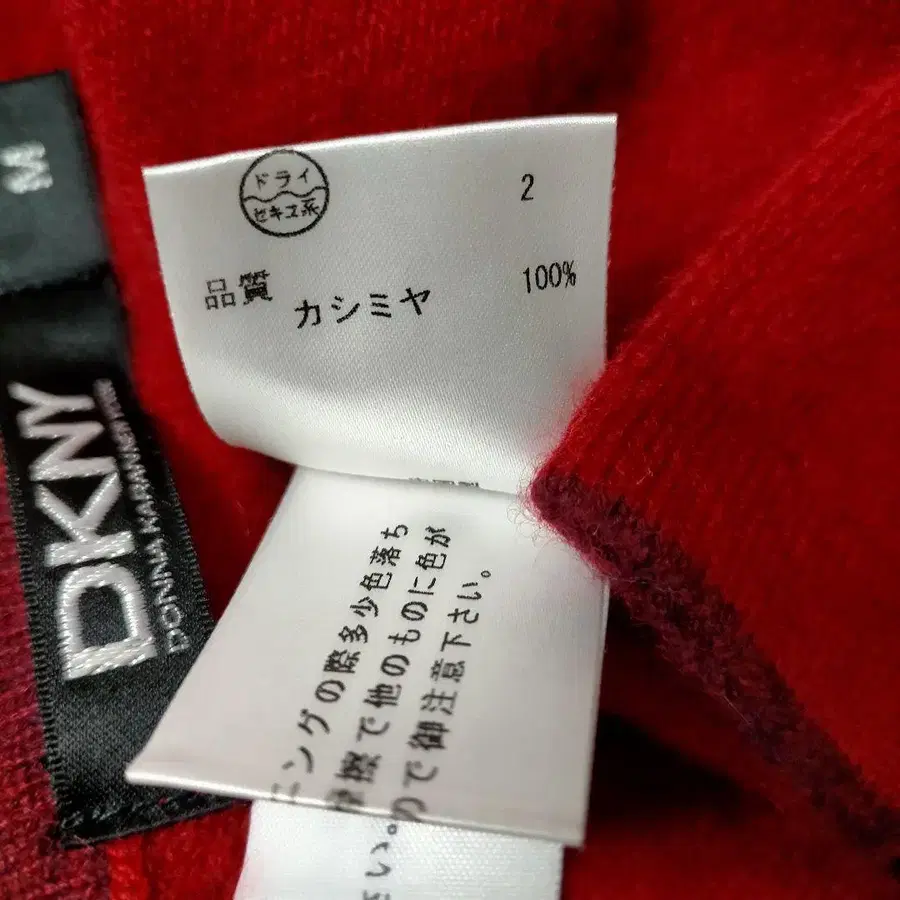 M
DKNY
DONNA KARAN NEW YORK
ドライ
セキユ系
2
品質 カシミヤ 100%
ニングの際多少色落ち
摩擦で他のものに色が
ので御注意下さい。
さい。